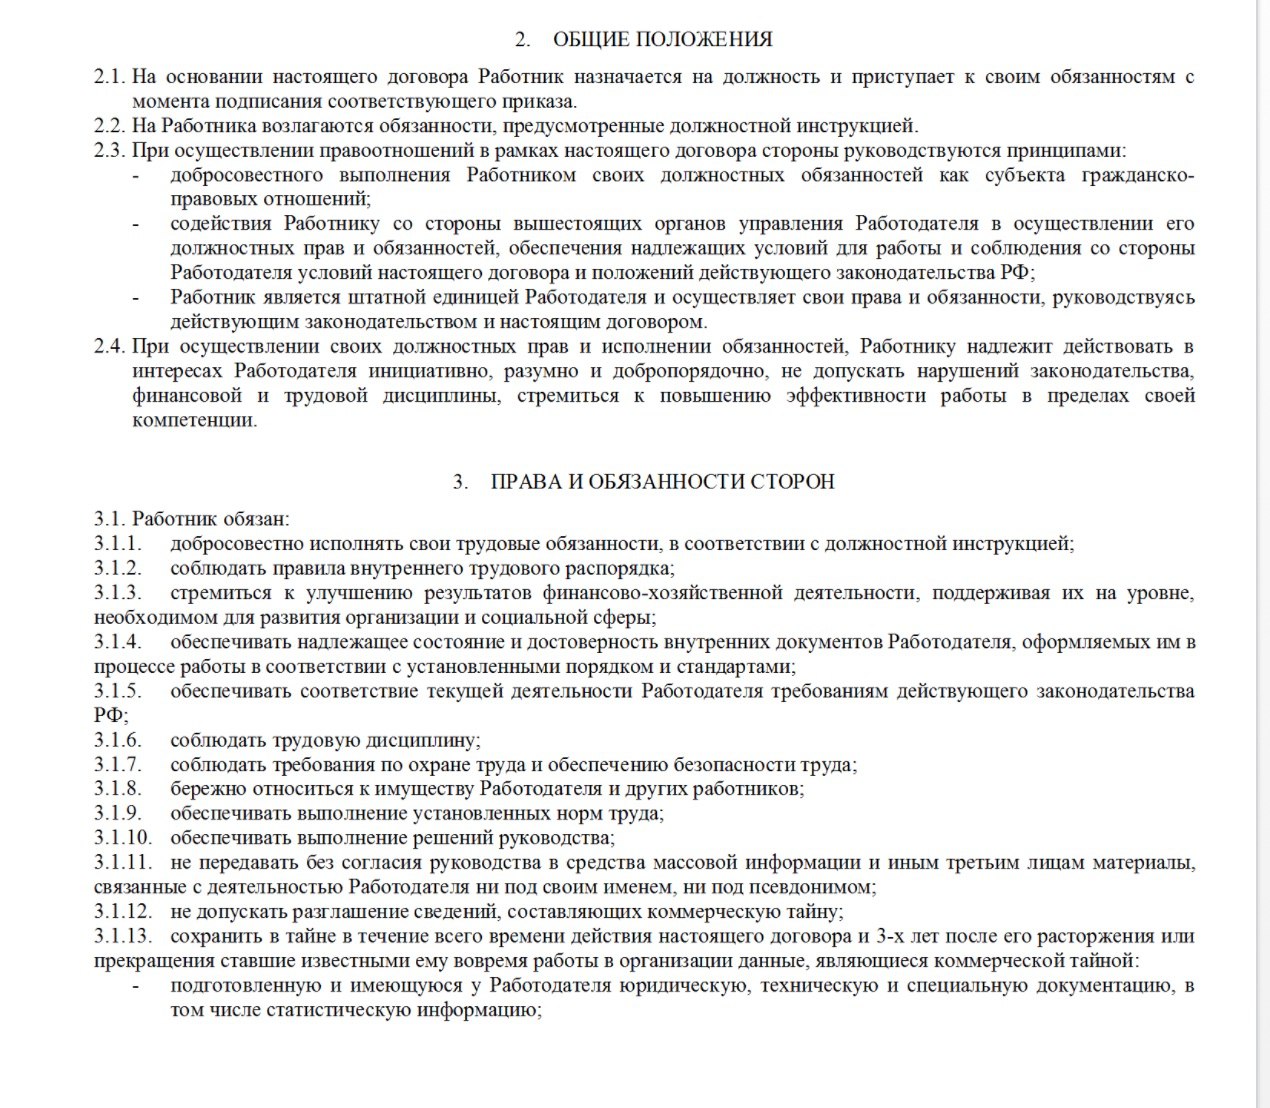 2. ОБЩИЕ ПОЛОЖЕНИЯ
2.1. На основании настоящего договора Работник назначается на должность и приступает к своим обязанностям с
момента подписания соответствующего приказа.
2.2. На Работника возлагаются обязанности, предусмотренные должностной инструкцией.
2.3. При осуществлении правоотношений в рамках настоящего договора стороны руководствуются принципами:
- добросовестного выполнения Работником своих должностных обязанностей как субъекта гражданско-
правовых отношений;
- содействия Работнику со стороны вышестоящих органов управления Работодателя в осуществлении его
должностных прав и обязанностей, обеспечения надлежащих условий для работы и соблюдения со стороны
Работодателя условий настоящего договора и положений действующего законодательства РФ;
- Работник является штатной единицей Работодателя и осуществляет свои права и обязанности, руководствуясь
действующим законодательством и настоящим договором.
2.4. При осуществлении своих должностных прав и исполнении обязанностей, Работнику надлежит действовать в
интересах Работодателя инициативно, разумно и добропорядочно, не допускать нарушений законодательства,
финансовой и трудовой дисциплины, стремиться к повышению эффективности работы в пределах своей
компетенции.
3. ПРАВА И ОБЯЗАННОСТИ СТОРОН
3.1. Работник обязан:
3.1.1. добросовестно исполнять свои трудовые обязанности, в соответствии с должностной инструкцией;
3.1.2. соблюдать правила внутреннего трудового распорядка;
3.1.3. стремиться к улучшению результатов финансово-хозяйственной деятельности, поддерживая их на уровне,
необходимом для развития организации и социальной сферы;
3.1.4. обеспечивать надлежащее состояние и достоверность внутренних документов Работодателя, оформляемых им в
процессе работы в соответствии с установленными порядком и стандартами;
3.1.5. обеспечивать соответствие текущей деятельности Работодателя требованиям действующего законодательства
РФ;
3.1.6. соблюдать трудовую дисциплину;
3.1.7. соблюдать требования по охране труда и обеспечению безопасности труда;
3.1.8. бережно относиться к имуществу Работодателя и других работников;
3.1.9. обеспечивать выполнение установленных норм труда;
3.1.10. обеспечивать выполнение решений руководства;
3.1.11. не передавать без согласия руководства в средства массовой информации и иным третьим лицам материалы,
связанные с деятельностью Работодателя ни под своим именем, ни под псевдонимом;
3.1.12. не допускать разглашение сведений, составляющих коммерческую тайну;
3.1.13. сохранить в тайне в течение всего времени действия настоящего договора и 3-х лет после его расторжения или
прекращения ставшие известными ему вовремя работы в организации данные, являющиеся коммерческой тайной:
- подготовленную и имеющуюся у Работодателя юридическую, техническую и специальную документацию, в
том числе статистическую информацию;